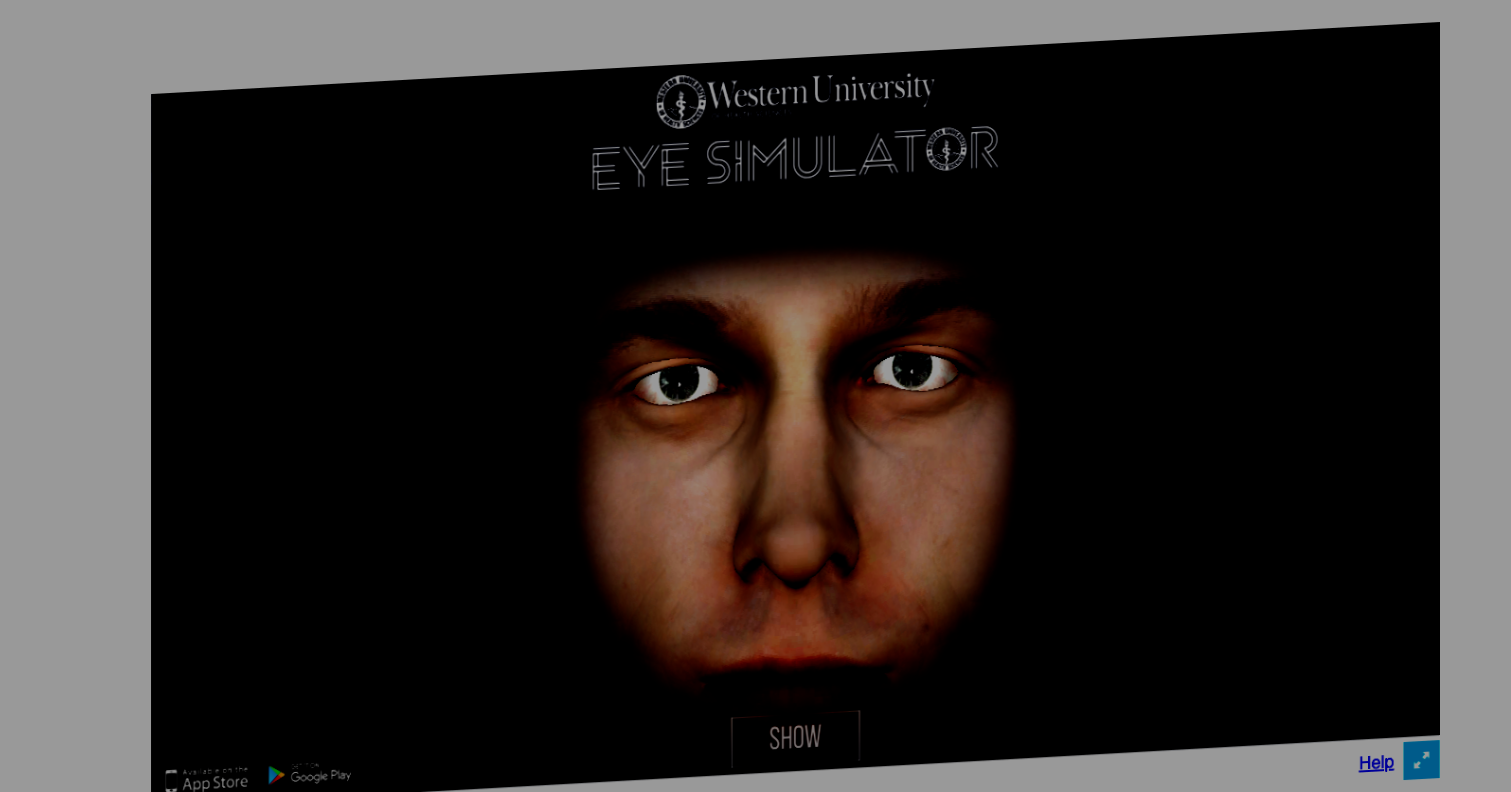 Western University
EYE SIMULATOR
SHOW
Available on the
App Store
GET IT ON
Google Play
Help